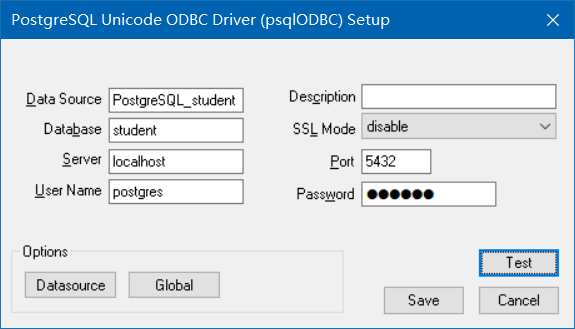 PostgreSQL Unicode ODBC Driver (psqlODBC) Setup
Data Source PostgreSQL_student Description
Database student SSL Mode disable
Server localhost Port 5432
User Name postgres Password ●●●●●●
Options
Datasource Global Test
Save Cancel